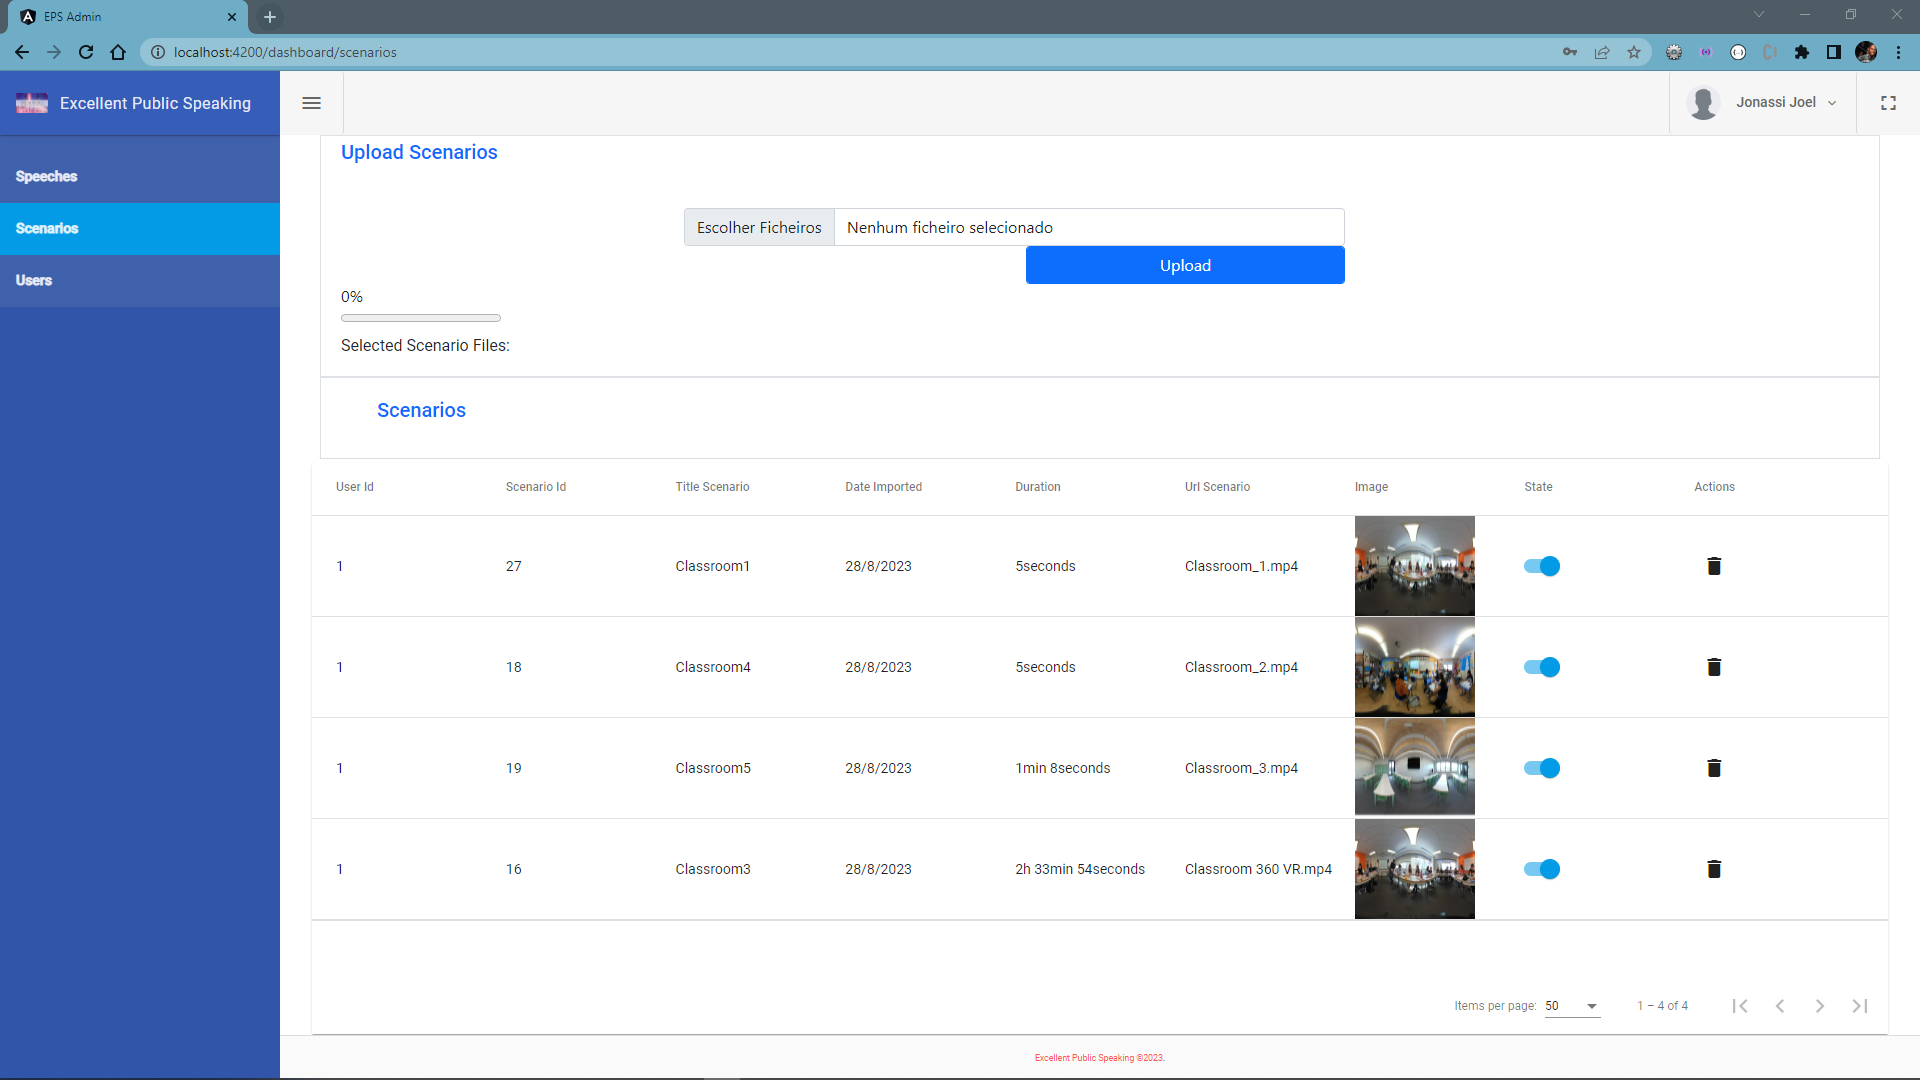 EPS Admin
localhost:4200/dashboard/scenarios
Excellent Public Speaking
Jonassi Joel
Speeches
Scenarios
Users
Upload Scenarios
Escolher Ficheiros Nenhum ficheiro selecionado
Upload
0%
Selected Scenario Files:
Scenarios
User Id Scenario Id Title Scenario Date Imported Duration Url Scenario Image State Actions
1 27 Classroom1 28/8/2023 5seconds Classroom_1.mp4
1 18 Classroom4 28/8/2023 5seconds Classroom_2.mp4
1 19 Classroom5 28/8/2023 1min 8seconds Classroom_3.mp4
1 16 Classroom3 28/8/2023 2h 33min 54seconds Classroom 360 VR.mp4
Items per page: 50 1 – 4 of 4
Excellent Public Speaking ©2023.